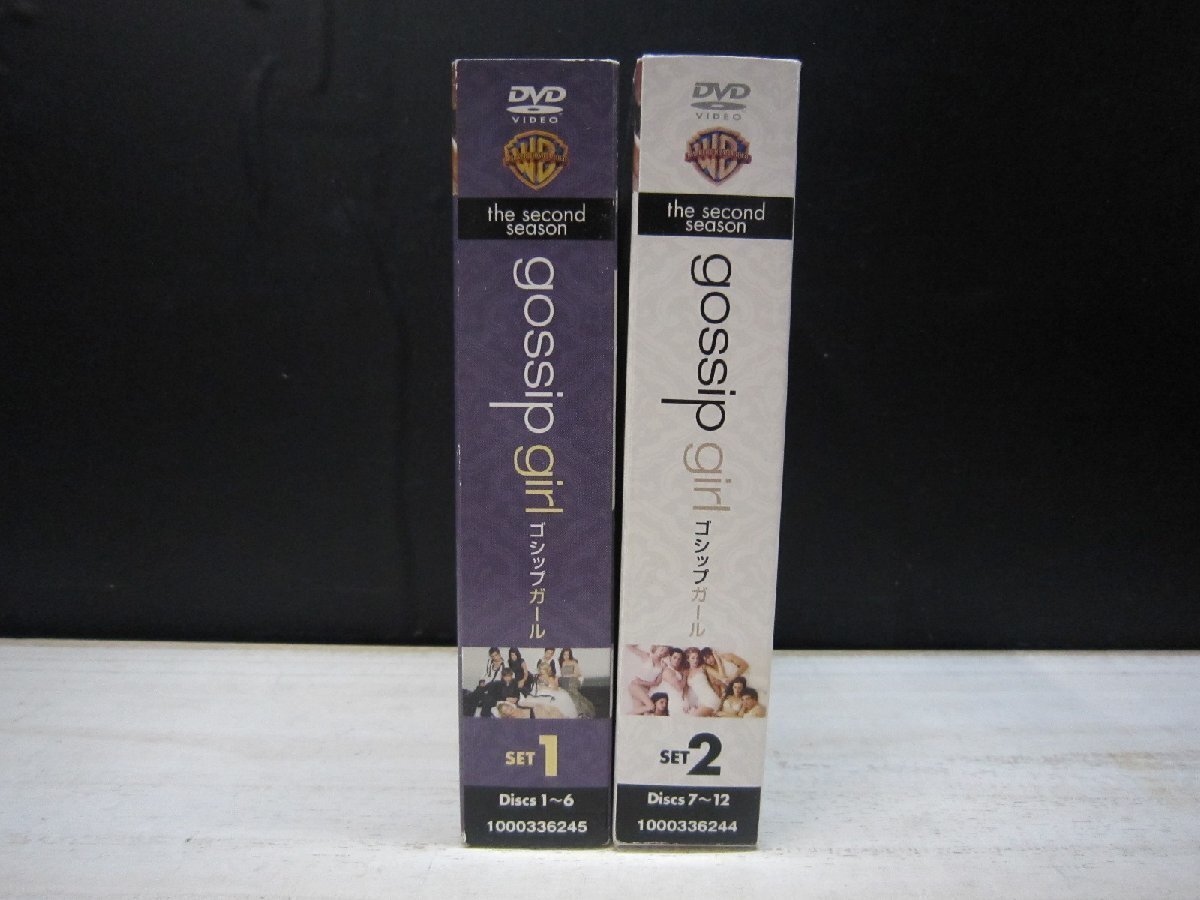 DVD
VIDEO
WB
the second
season
gossip girl
ゴシップガール
SET 1
Discs 1~6
1000336245
DVD
VIDEO
WB
the second
season
gossip girl
ゴシップガール
SET 2
Discs 7~12
1000336244